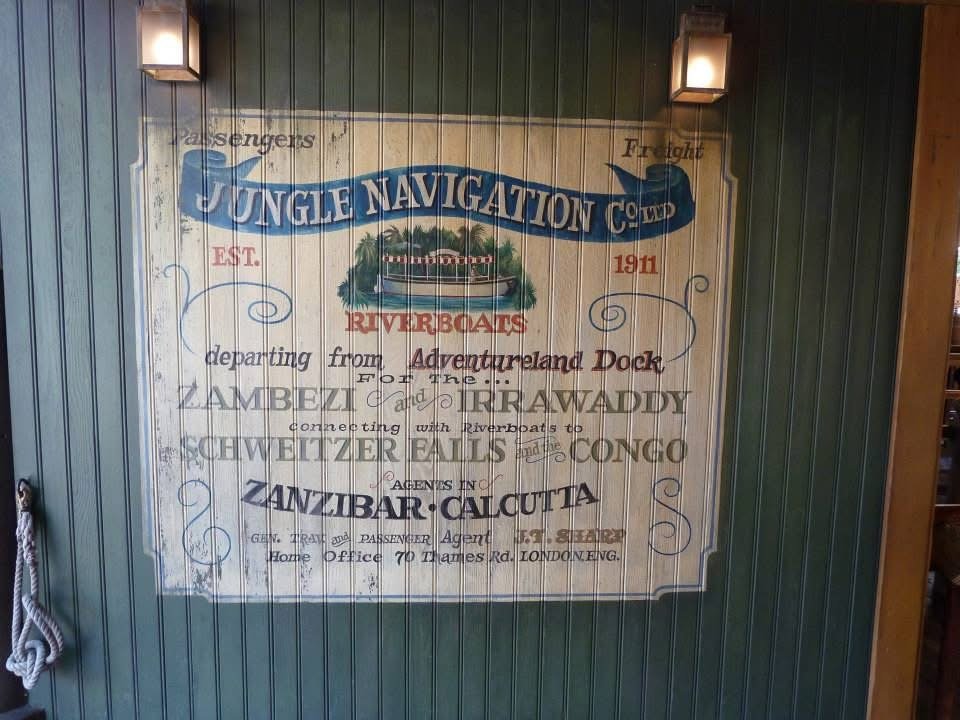 Passengers Freight
JUNGLE NAVIGATION Co. LTD
EST. 1911
RIVERBOATS
departing from Adventureland Dock
For The...
ZAMBEZI and IRRAWADDY
connecting with Riverboats to
SCHWEITZER FALLS and the CONGO
AGENTS IN
ZANZIBAR · CALCUTTA
GEN. TRAV. and PASSENGER Agent J.T. SHARP
Home Office 70 Thames Rd. LONDON, ENG.